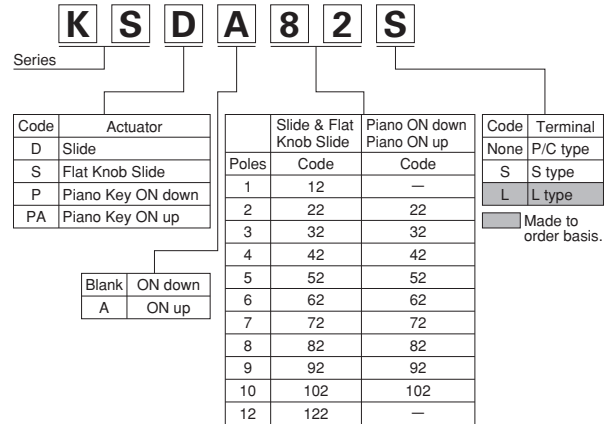 K S D A 8 2 S
Series
Code Actuator
D Slide
S Flat Knob Slide
P Piano Key ON down
PA Piano Key ON up
Blank ON down
A ON up
Slide & Flat Knob Slide Piano ON down Piano ON up
Poles Code Code
1 12 —
2 22 22
3 32 32
4 42 42
5 52 52
6 62 62
7 72 72
8 82 82
9 92 92
10 102 102
12 122 —
Code Terminal
None P/C type
S S type
L L type
Made to
order basis.